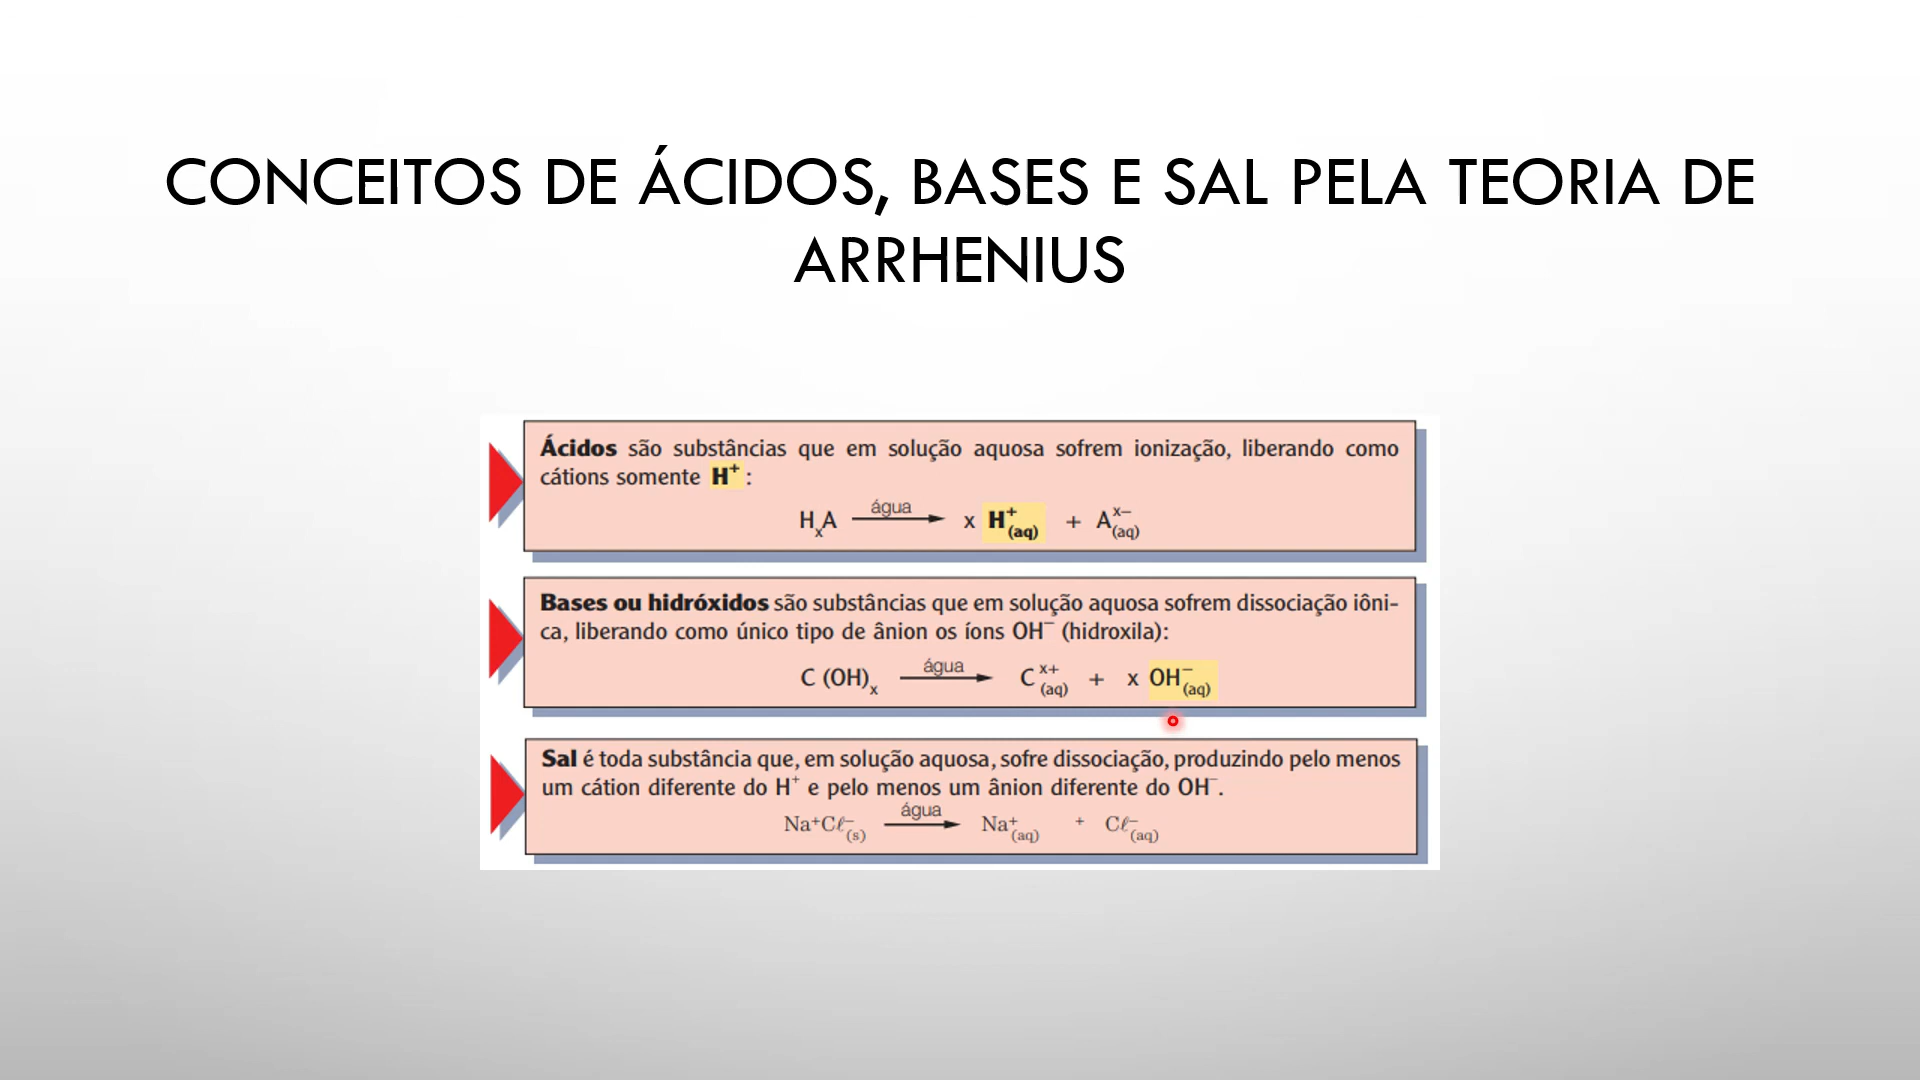 CONCEITOS DE ÁCIDOS, BASES E SAL PELA TEORIA DE
ARRHENIUS
Ácidos são substâncias que em solução aquosa sofrem ionização, liberando como
cátions somente H⁺ :
HₓA água x H⁺(aq) + Aˣ⁻(aq)
Bases ou hidróxidos são substâncias que em solução aquosa sofrem dissociação iôni-
ca, liberando como único tipo de ânion os íons OH⁻ (hidroxila):
C (OH)ₓ água Cˣ⁺(aq) + x OH⁻(aq)
Sal é toda substância que, em solução aquosa, sofre dissociação, produzindo pelo menos
um cátion diferente do H⁺ e pelo menos um ânion diferente do OH⁻.
Na⁺Cℓ⁻(s) água Na⁺(aq) + Cℓ⁻(aq)